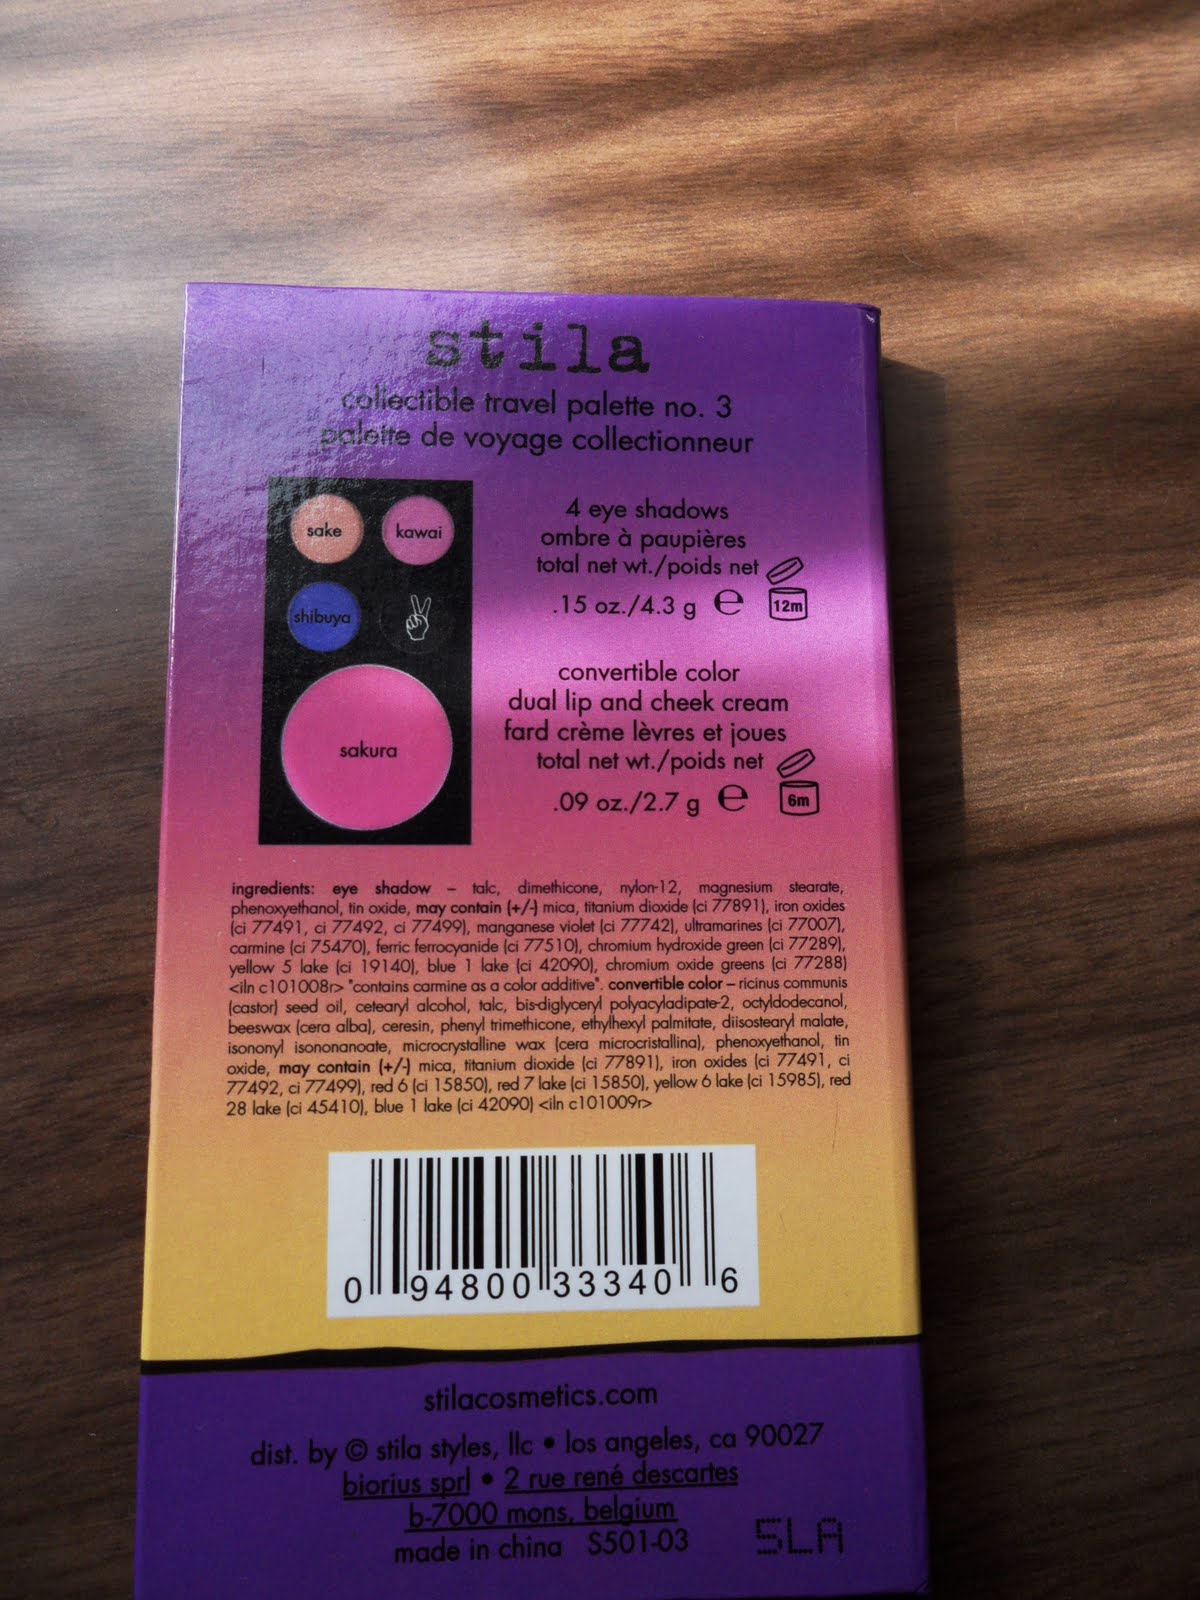 stila
collectible travel palette no. 3
palette de voyage collectionneur
sake
kawai
shibuya
sakura
4 eye shadows
ombre à paupières
total net wt./poids net
.15 oz./4.3 g e 12m
convertible color
dual lip and cheek cream
fard crème lèvres et joues
total net wt./poids net
.09 oz./2.7 g e 6m
ingredients: eye shadow – talc, dimethicone, nylon-12, magnesium stearate,
phenoxyethanol, tin oxide, may contain (+/-) mica, titanium dioxide (ci 77891), iron oxides
(ci 77491, ci 77492, ci 77499), manganese violet (ci 77742), ultramarines (ci 77007),
carmine (ci 75470), ferric ferrocyanide (ci 77510), chromium hydroxide green (ci 77289),
yellow 5 lake (ci 19140), blue 1 lake (ci 42090), chromium oxide greens (ci 77288)
<iln c101008r> "contains carmine as a color additive". convertible color – ricinus communis
(castor) seed oil, cetearyl alcohol, talc, bis-diglyceryl polyacyladipate-2, octyldodecanol,
beeswax (cera alba), ceresin, phenyl trimethicone, ethylhexyl palmitate, diisostearyl malate,
isononyl isononanoate, microcrystalline wax (cera microcristallina), phenoxyethanol, tin
oxide, may contain (+/-) mica, titanium dioxide (ci 77891), iron oxides (ci 77491, ci
77492, ci 77499), red 6 (ci 15850), red 7 lake (ci 15850), yellow 6 lake (ci 15985), red
28 lake (ci 45410), blue 1 lake (ci 42090) <iln c101009r>
0 94800 33340 6
stilacosmetics.com
dist. by © stila styles, llc • los angeles, ca 90027
biorius sprl • 2 rue rené descartes
b-7000 mons, belgium
made in china S501-03
5LA